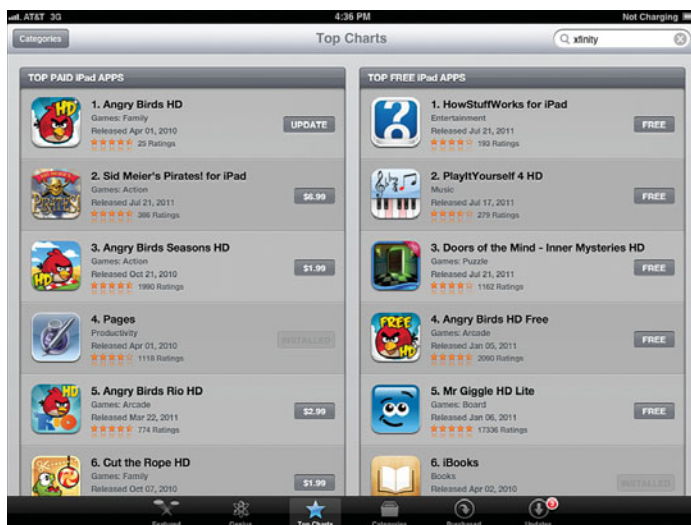 AT&T 3G
4:36 PM
Not Charging
Categories
Top Charts
xfinity
TOP PAID iPad APPS
1. Angry Birds HD
Games: Family
Released Apr 01, 2010
25 Ratings
UPDATE
2. Sid Meier's Pirates! for iPad
Games: Action
Released Jul 21, 2011
386 Ratings
$6.99
3. Angry Birds Seasons HD
Games: Action
Released Oct 21, 2010
1990 Ratings
$1.99
4. Pages
Productivity
Released Apr 01, 2010
1118 Ratings
INSTALLED
5. Angry Birds Rio HD
Games: Arcade
Released Mar 22, 2011
774 Ratings
$2.99
6. Cut the Rope HD
Games: Family
Released Oct 07, 2010
$1.99
TOP FREE iPad APPS
1. HowStuffWorks for iPad
Entertainment
Released Jul 21, 2011
193 Ratings
FREE
2. PlayItYourself 4 HD
Music
Released Jul 17, 2011
279 Ratings
FREE
3. Doors of the Mind - Inner Mysteries HD
Games: Puzzle
Released Jul 21, 2011
1162 Ratings
FREE
4. Angry Birds HD Free
Games: Arcade
Released Jan 05, 2011
2090 Ratings
FREE
5. Mr Giggle HD Lite
Games: Board
Released Jan 06, 2011
17336 Ratings
FREE
6. iBooks
Books
Released Apr 02, 2010
INSTALLED
HD
PIRATES!
HD
HD
RIO
FREE
HD
Featured
Genius
Top Charts
Categories
Purchased
Updates